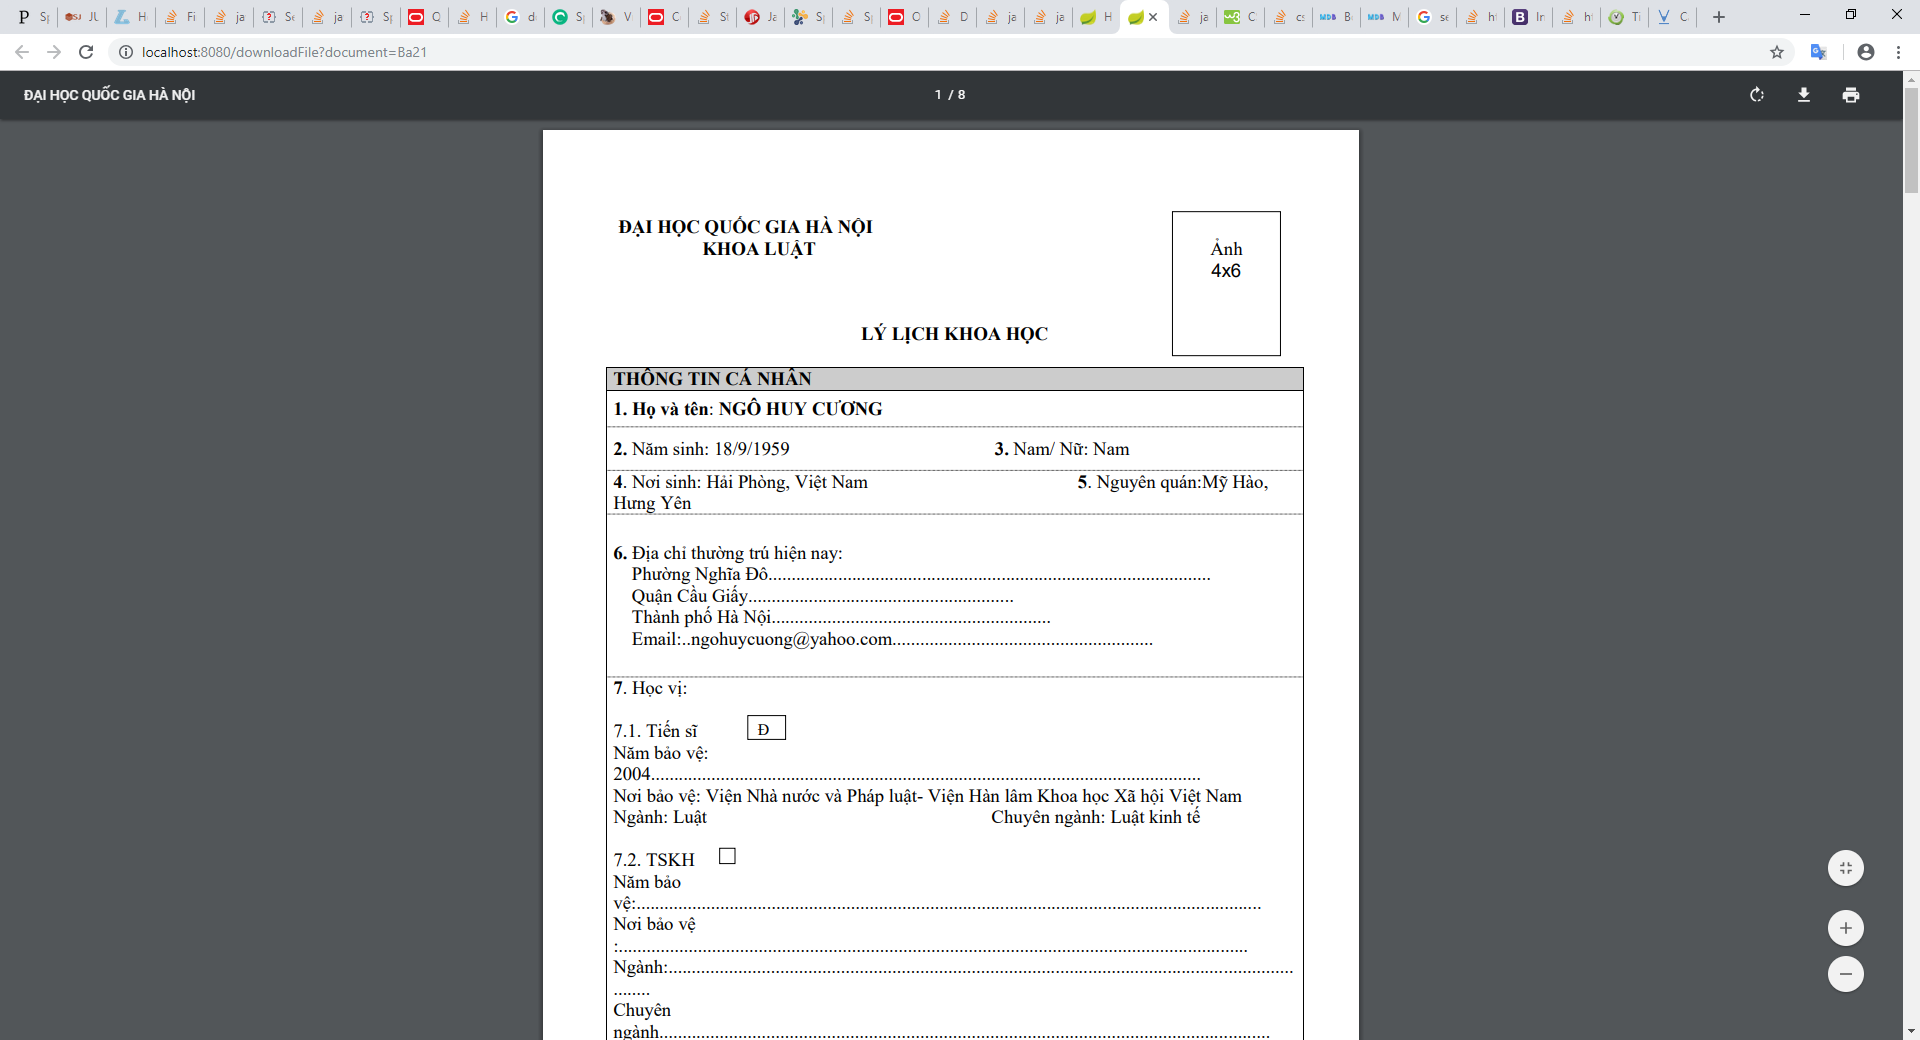 localhost:8080/downloadFile?document=Ba21
ĐẠI HỌC QUỐC GIA HÀ NỘI
1 / 8
ĐẠI HỌC QUỐC GIA HÀ NỘI
KHOA LUẬT
Ảnh
4x6
LÝ LỊCH KHOA HỌC
THÔNG TIN CÁ NHÂN
1. Họ và tên: NGÔ HUY CƯƠNG
2. Năm sinh: 18/9/1959 3. Nam/ Nữ: Nam
4. Nơi sinh: Hải Phòng, Việt Nam 5. Nguyên quán:Mỹ Hào,
Hưng Yên
6. Địa chỉ thường trú hiện nay:
Phường Nghĩa Đô...............................................................................................
Quận Cầu Giấy.........................................................
Thành phố Hà Nội............................................................
Email:..ngohuycuong@yahoo.com........................................................
7. Học vị:
7.1. Tiến sĩ Đ
Năm bảo vệ:
2004......................................................................................................................
Nơi bảo vệ: Viện Nhà nước và Pháp luật- Viện Hàn lâm Khoa học Xã hội Việt Nam
Ngành: Luật Chuyên ngành: Luật kinh tế
7.2. TSKH
Năm bảo
vệ:......................................................................................................................................
Nơi bảo vệ
:.......................................................................................................................................
Ngành:......................................................................................................................................
........
Chuyên
ngành...................................................................................................................................